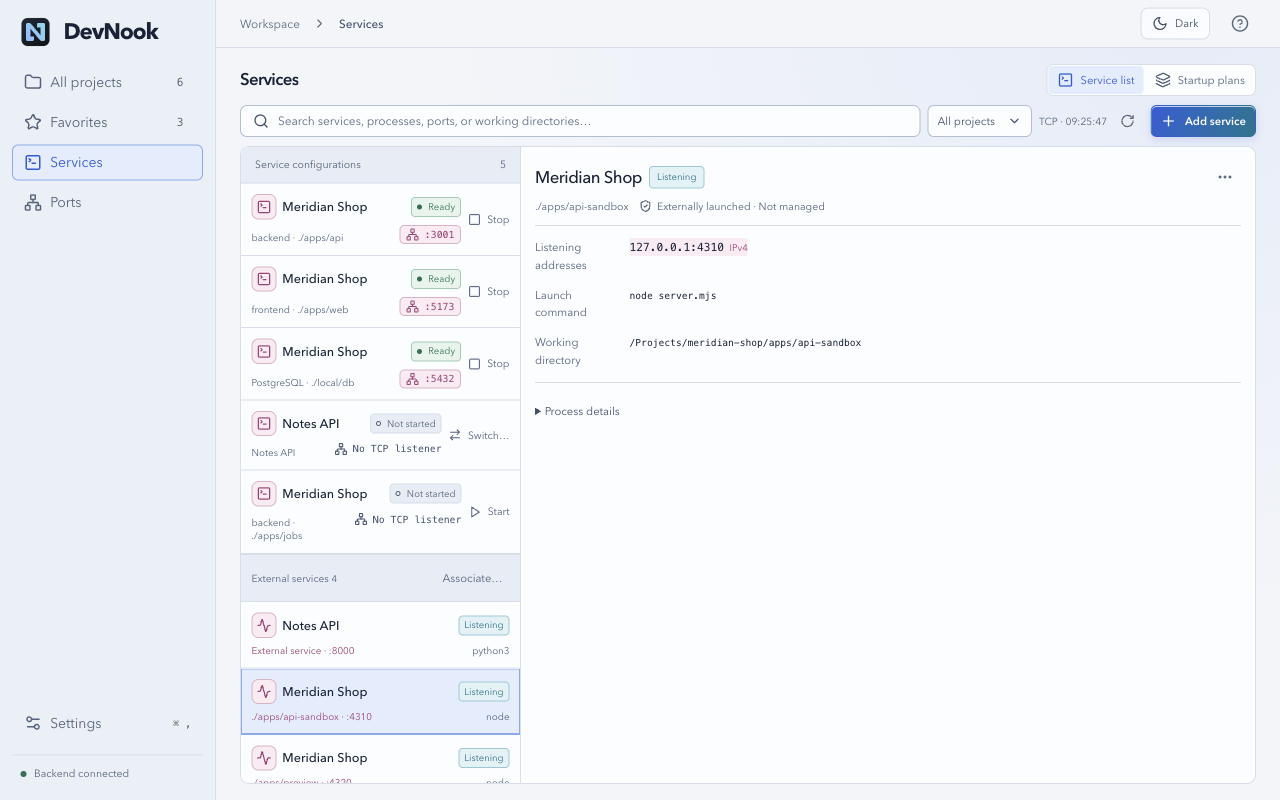 DevNook
All projects 6
Favorites 3
Services
Ports
Settings ⌘ ,
Backend connected
Workspace > Services
Dark
Services
Service list
Startup plans
Search services, processes, ports, or working directories…
All projects
TCP · 09:25:47
Add service
Service configurations 5
Meridian Shop
Ready
backend · ./apps/api
:3001
Stop
Meridian Shop
Ready
frontend · ./apps/web
:5173
Stop
Meridian Shop
Ready
PostgreSQL · ./local/db
:5432
Stop
Notes API
Not started
Notes API
No TCP listener
Switch…
Meridian Shop
Not started
backend ·
./apps/jobs
No TCP listener
Start
External services 4
Associate…
Notes API
Listening
External service · :8000
python3
Meridian Shop
Listening
./apps/api-sandbox · :4310
node
Meridian Shop
Listening
./apps/preview · :4320
node
Meridian Shop
Listening
./apps/api-sandbox
Externally launched · Not managed
Listening
addresses
127.0.0.1:4310 IPv4
Launch
command
node server.mjs
Working
directory
/Projects/meridian-shop/apps/api-sandbox
Process details